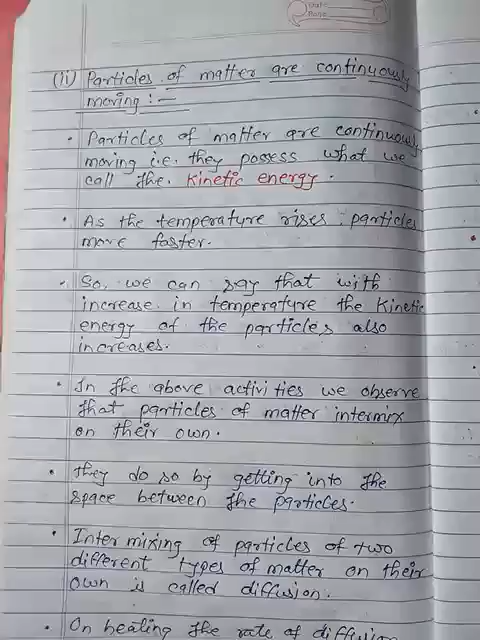 Date
Page
(ii) Particles of matter are continuously
moving :-
• Particles of matter are continuously
moving i.e. they possess what we
call the. Kinetic energy.
• As the temperature rises, particles
move faster.
• So, we can say that with
increase in temperature the Kinetic
energy of the particles also
increases.
• In the above activities we observe
that particles of matter intermix
on their own.
• They do so by getting into the
space between the particles.
• Inter mixing of particles of two
different types of matter on their
own is called diffusion.
• On heating the rate of diffusion